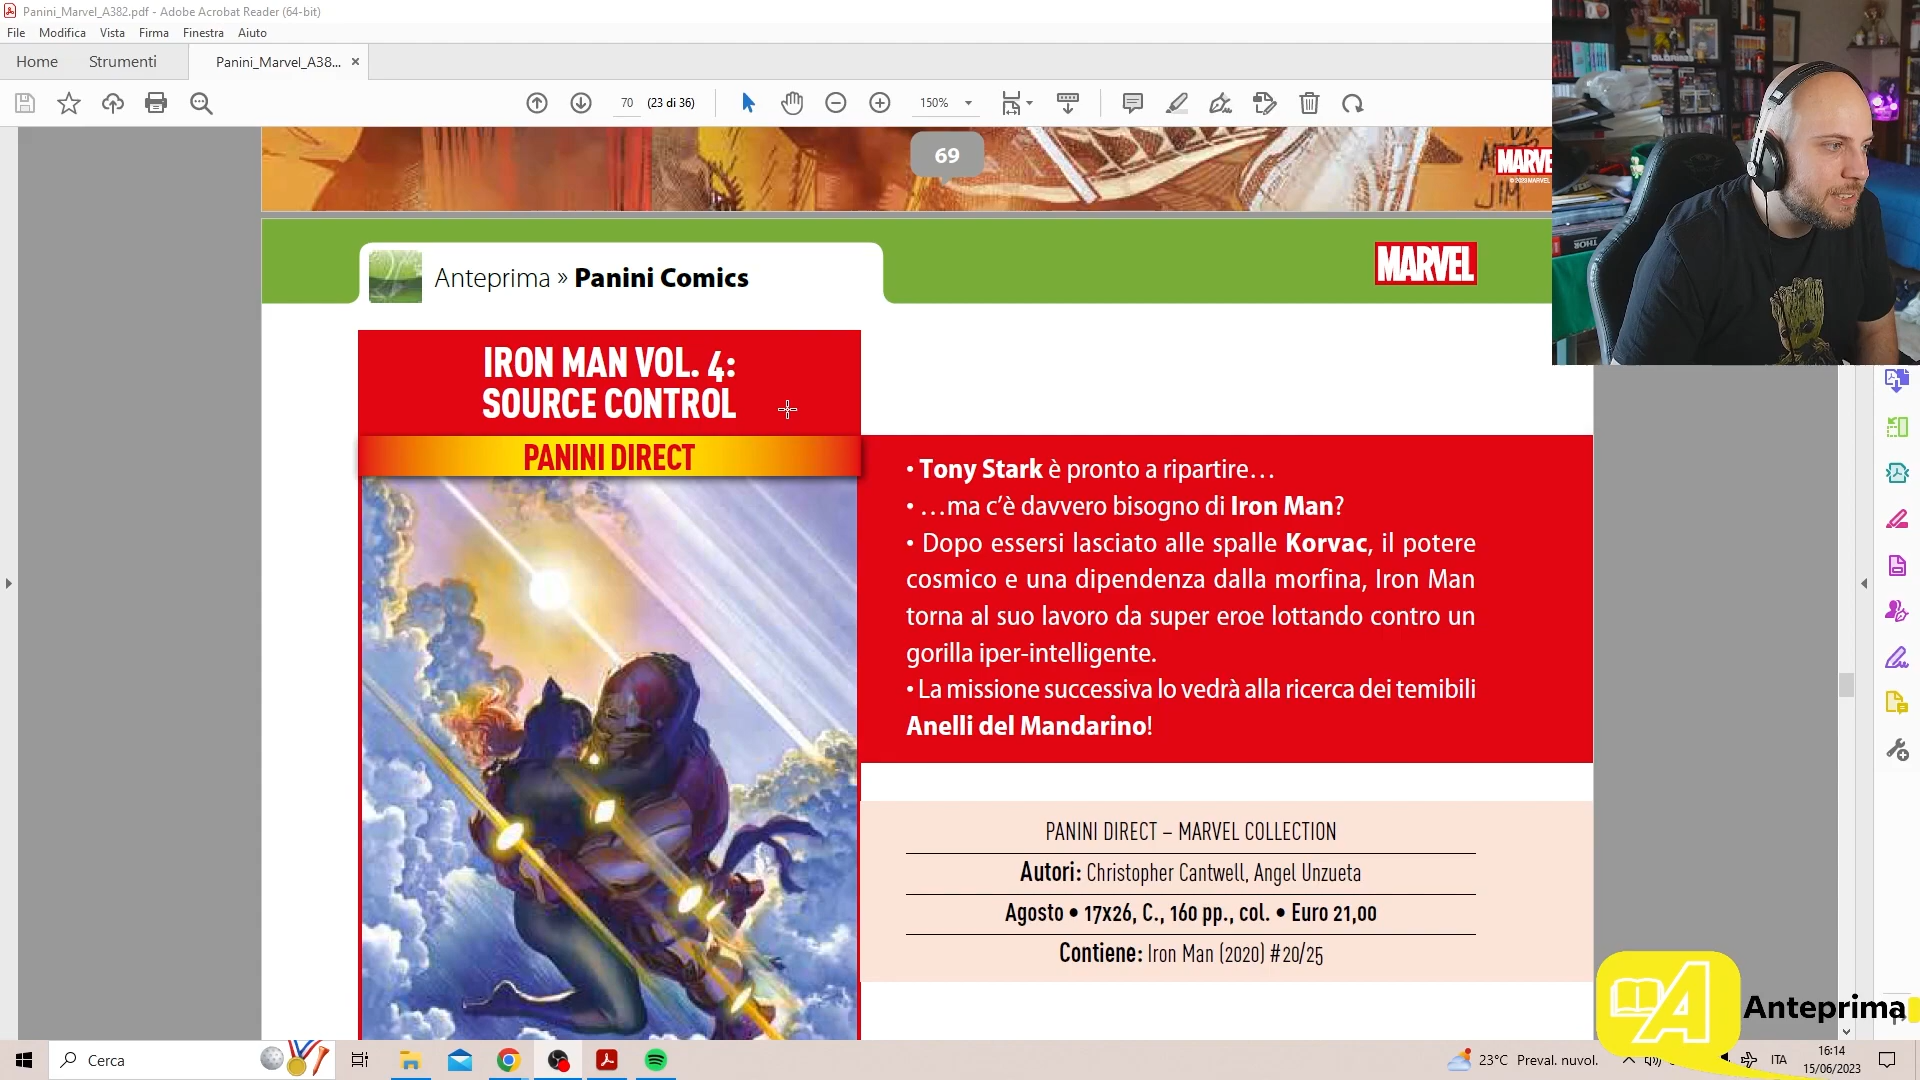 Panini_Marvel_A382.pdf - Adobe Acrobat Reader (64-bit)
File Modifica Vista Firma Finestra Aiuto
Home Strumenti Panini_Marvel_A38... ×
70 (23 di 36) 150%
69
MARVEL
Anteprima » Panini Comics
MARVEL
IRON MAN VOL. 4:
SOURCE CONTROL
PANINI DIRECT
• Tony Stark è pronto a ripartire…
• …ma c’è davvero bisogno di Iron Man?
• Dopo essersi lasciato alle spalle Korvac, il potere
cosmico e una dipendenza dalla morfina, Iron Man
torna al suo lavoro da super eroe lottando contro un
gorilla iper-intelligente.
• La missione successiva lo vedrà alla ricerca dei temibili
Anelli del Mandarino!
PANINI DIRECT – MARVEL COLLECTION
Autori: Christopher Cantwell, Angel Unzueta
Agosto • 17x26, C., 160 pp., col. • Euro 21,00
Contiene: Iron Man (2020) #20/25
A Anteprima
Cerca
23°C Preval. nuvol.
ITA
16:14
15/06/2023